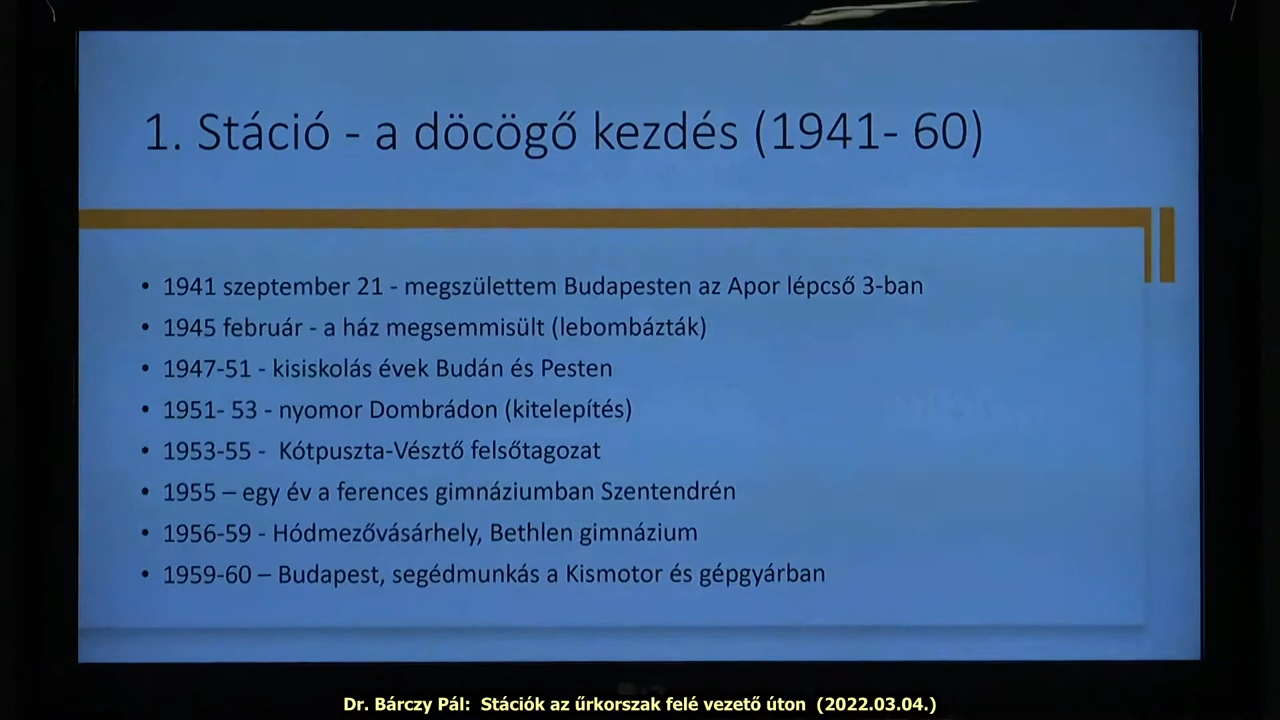 1. Stáció - a döcögő kezdés (1941- 60)
• 1941 szeptember 21 - megszülettem Budapesten az Apor lépcső 3-ban
• 1945 február - a ház megsemmisült (lebombázták)
• 1947-51 - kisiskolás évek Budán és Pesten
• 1951- 53 - nyomor Dombrádon (kitelepítés)
• 1953-55 - Kótpuszta-Vésztő felsőtagozat
• 1955 – egy év a ferences gimnáziumban Szentendrén
• 1956-59 - Hódmezővásárhely, Bethlen gimnázium
• 1959-60 – Budapest, segédmunkás a Kismotor és gépgyárban
Dr. Bárczy Pál: Stációk az űrkorszak felé vezető úton (2022.03.04.)